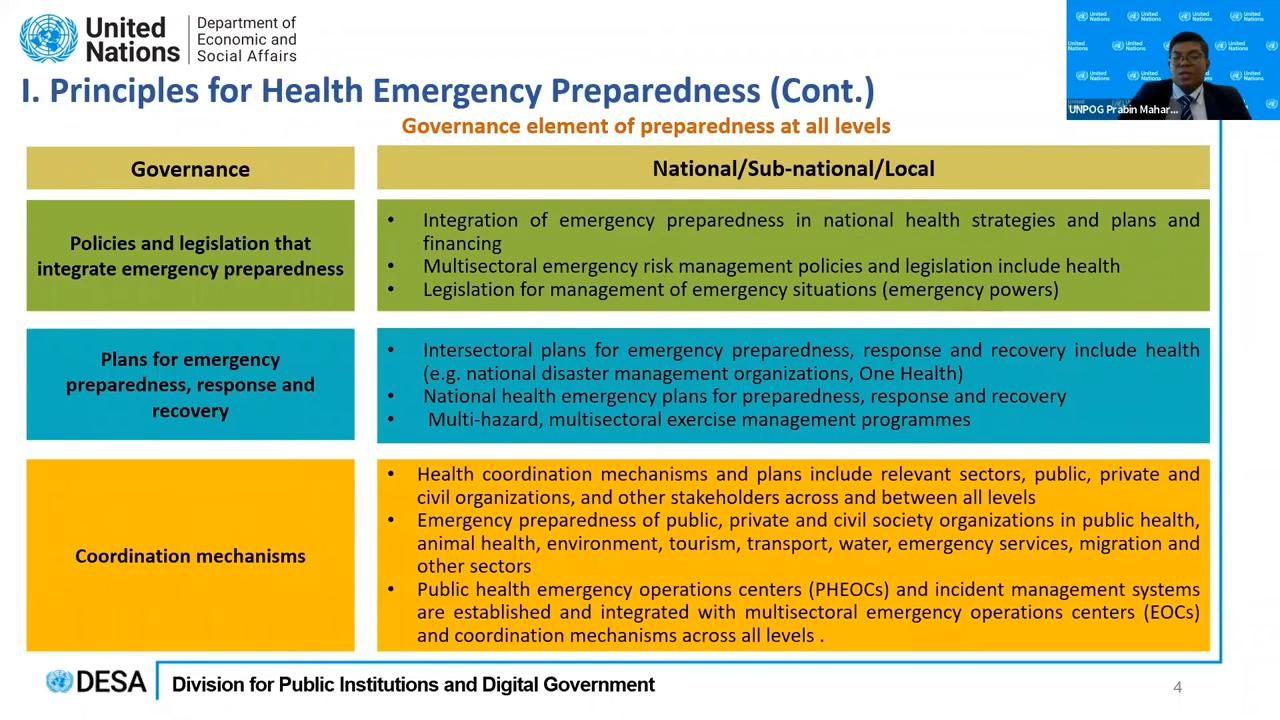 United
Nations
Department of
Economic and
Social Affairs
I. Principles for Health Emergency Preparedness (Cont.)
Governance element of preparedness at all levels
Governance
National/Sub-national/Local
Policies and legislation that
integrate emergency preparedness
• Integration of emergency preparedness in national health strategies and plans and
financing
• Multisectoral emergency risk management policies and legislation include health
• Legislation for management of emergency situations (emergency powers)
Plans for emergency
preparedness, response and
recovery
• Intersectoral plans for emergency preparedness, response and recovery include health
(e.g. national disaster management organizations, One Health)
• National health emergency plans for preparedness, response and recovery
• Multi-hazard, multisectoral exercise management programmes
Coordination mechanisms
• Health coordination mechanisms and plans include relevant sectors, public, private and
civil organizations, and other stakeholders across and between all levels
• Emergency preparedness of public, private and civil society organizations in public health,
animal health, environment, tourism, transport, water, emergency services, migration and
other sectors
• Public health emergency operations centers (PHEOCs) and incident management systems
are established and integrated with multisectoral emergency operations centers (EOCs)
and coordination mechanisms across all levels .
DESA
Division for Public Institutions and Digital Government
4
United Nations
United Nations
United Nations
United Nations
UNPOG Prabin Mahar...